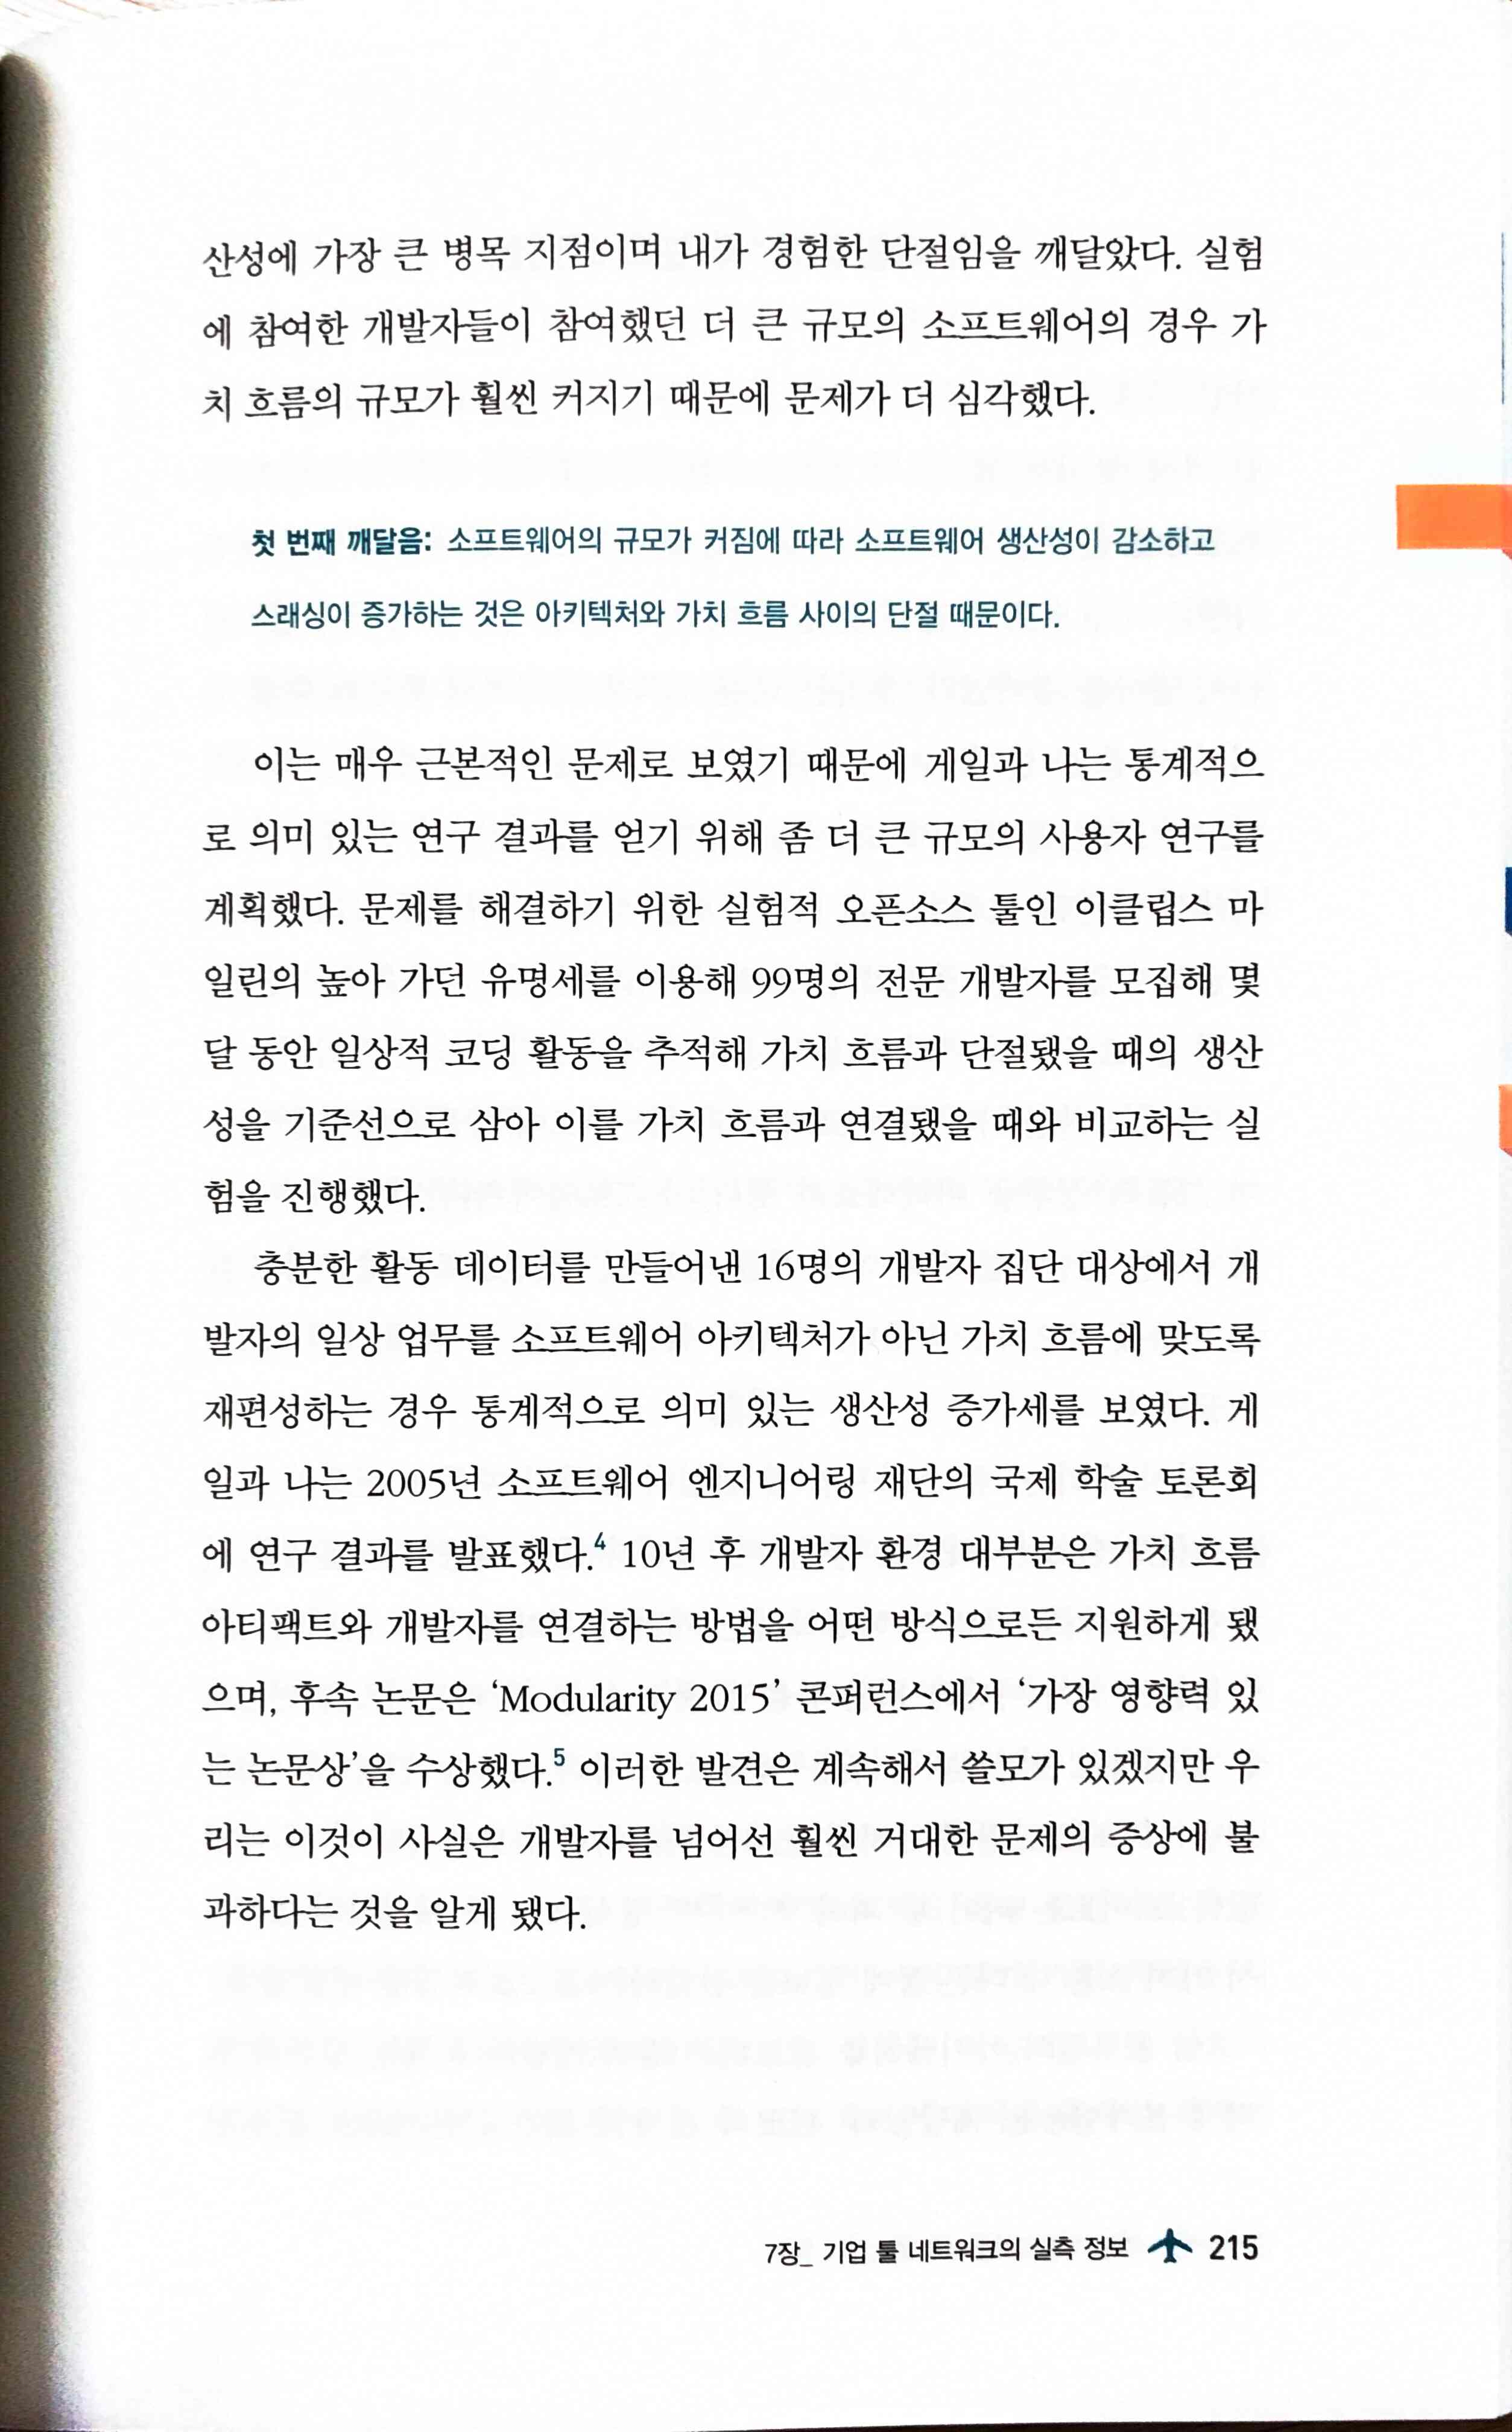 산성에 가장 큰 병목 지점이며 내가 경험한 단절임을 깨달았다. 실험
에 참여한 개발자들이 참여했던 더 큰 규모의 소프트웨어의 경우 가
치 흐름의 규모가 훨씬 커지기 때문에 문제가 더 심각했다.
첫 번째 깨달음: 소프트웨어의 규모가 커짐에 따라 소프트웨어 생산성이 감소하고
스래싱이 증가하는 것은 아키텍처와 가치 흐름 사이의 단절 때문이다.
이는 매우 근본적인 문제로 보였기 때문에 게일과 나는 통계적으
로 의미 있는 연구 결과를 얻기 위해 좀 더 큰 규모의 사용자 연구를
계획했다. 문제를 해결하기 위한 실험적 오픈소스 툴인 이클립스 마
일린의 높아 가던 유명세를 이용해 99명의 전문 개발자를 모집해 몇
달 동안 일상적 코딩 활동을 추적해 가치 흐름과 단절됐을 때의 생산
성을 기준선으로 삼아 이를 가치 흐름과 연결됐을 때와 비교하는 실
험을 진행했다.
충분한 활동 데이터를 만들어낸 16명의 개발자 집단 대상에서 개
발자의 일상 업무를 소프트웨어 아키텍처가 아닌 가치 흐름에 맞도록
재편성하는 경우 통계적으로 의미 있는 생산성 증가세를 보였다. 게
일과 나는 2005년 소프트웨어 엔지니어링 재단의 국제 학술 토론회
에 연구 결과를 발표했다.4 10년 후 개발자 환경 대부분은 가치 흐름
아티팩트와 개발자를 연결하는 방법을 어떤 방식으로든 지원하게 됐
으며, 후속 논문은 ‘Modularity 2015’ 콘퍼런스에서 ‘가장 영향력 있
는 논문상’을 수상했다.5 이러한 발견은 계속해서 쓸모가 있겠지만 우
리는 이것이 사실은 개발자를 넘어선 훨씬 거대한 문제의 증상에 불
과하다는 것을 알게 됐다.
7장_ 기업 툴 네트워크의 실측 정보 215